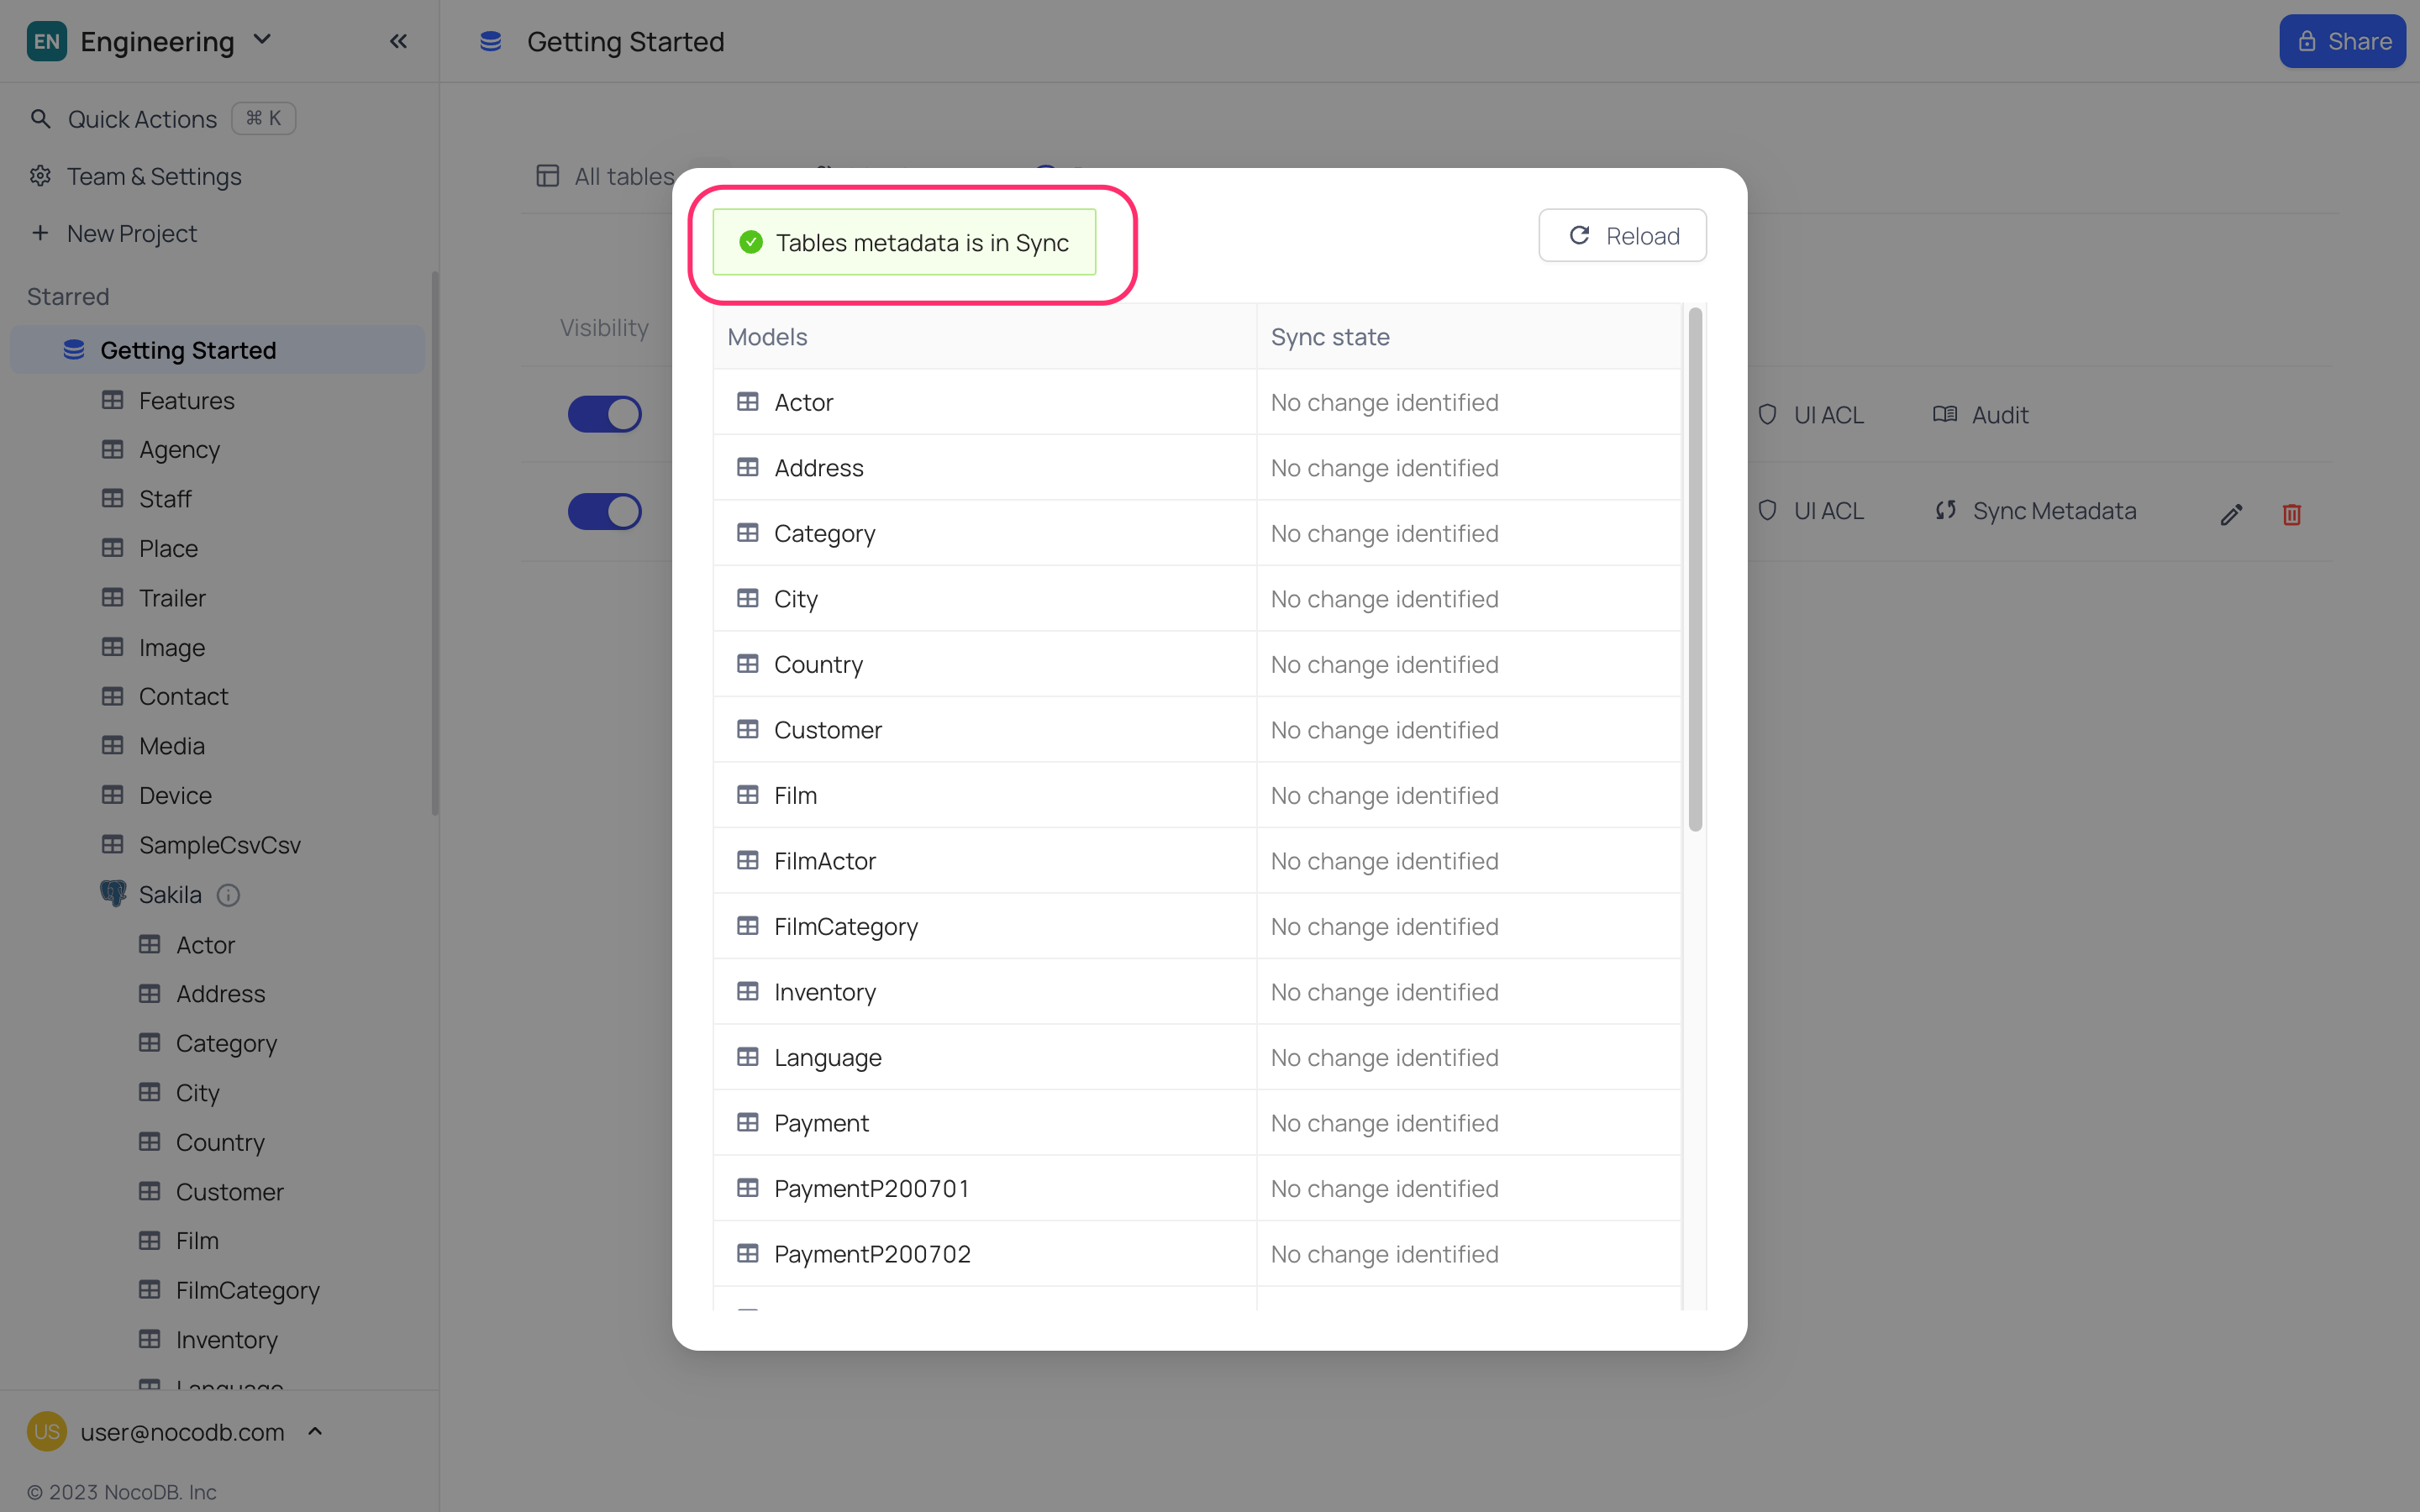 EN Engineering
Getting Started
Share
Quick Actions ⌘ K
Team & Settings
New Project
Starred
Getting Started
Features
Agency
Staff
Place
Trailer
Image
Contact
Media
Device
SampleCsvCsv
Sakila
Actor
Address
Category
City
Country
Customer
Film
FilmCategory
Inventory
Language
US user@nocodb.com
© 2023 NocoDB. Inc
All tables
Visibility
UI ACL Audit
UI ACL Sync Metadata
Tables metadata is in Sync
Reload
Models Sync state
Actor No change identified
Address No change identified
Category No change identified
City No change identified
Country No change identified
Customer No change identified
Film No change identified
FilmActor No change identified
FilmCategory No change identified
Inventory No change identified
Language No change identified
Payment No change identified
PaymentP200701 No change identified
PaymentP200702 No change identified